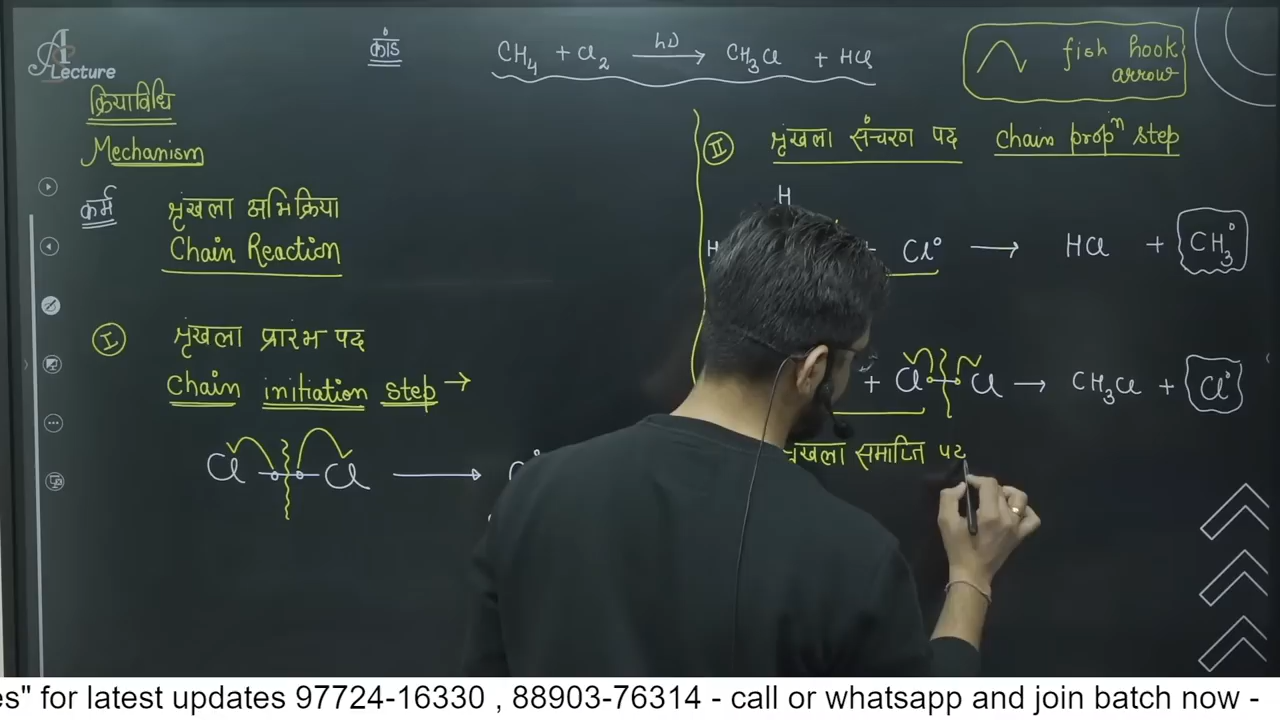 A
Lecture
कांड
CH₄ + Cl₂ hν → CH₃Cl + HCl
fish hook
arrow
क्रियाविधि
Mechanism
कर्म
श्रृंखला अभिक्रिया
Chain Reaction
I
श्रृंखला प्रारंभ पद
Chain initiation step →
Cl — Cl →
II श्रृंखला संचरण पद Chain propⁿ step
H
H Cl° → HCl + CH₃°
+ Cl — Cl → CH₃Cl + Cl°
समाप्ति पद
es" for latest updates 97724-16330 , 88903-76314 - call or whatsapp and join batch now -